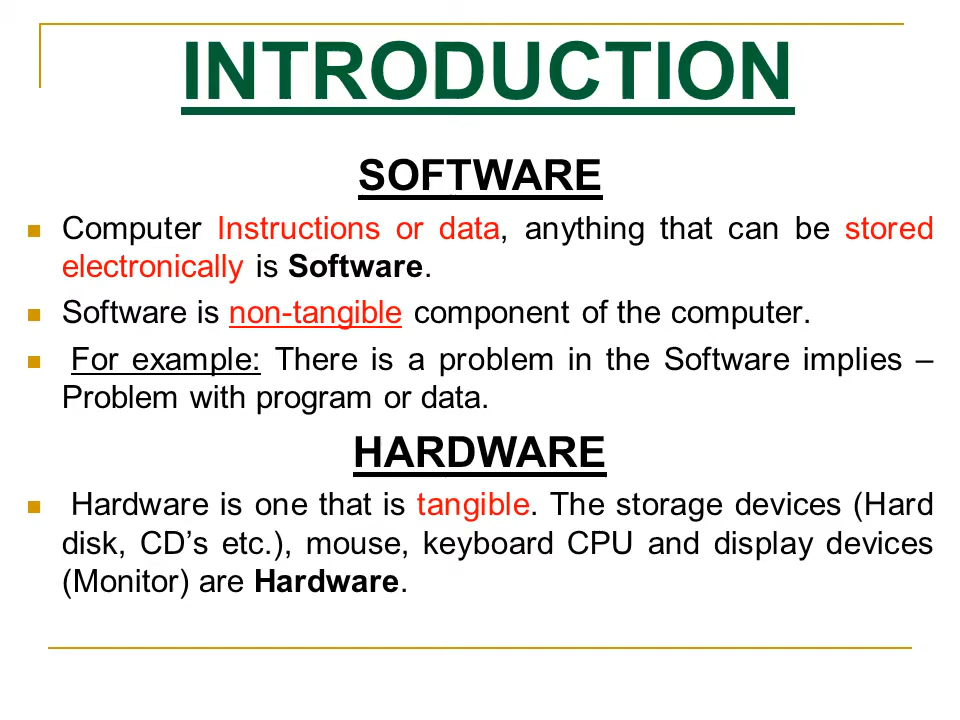 INTRODUCTION
SOFTWARE
Computer Instructions or data, anything that can be stored
electronically is Software.
Software is non-tangible component of the computer.
For example: There is a problem in the Software implies –
Problem with program or data.
HARDWARE
Hardware is one that is tangible. The storage devices (Hard
disk, CD’s etc.), mouse, keyboard CPU and display devices
(Monitor) are Hardware.